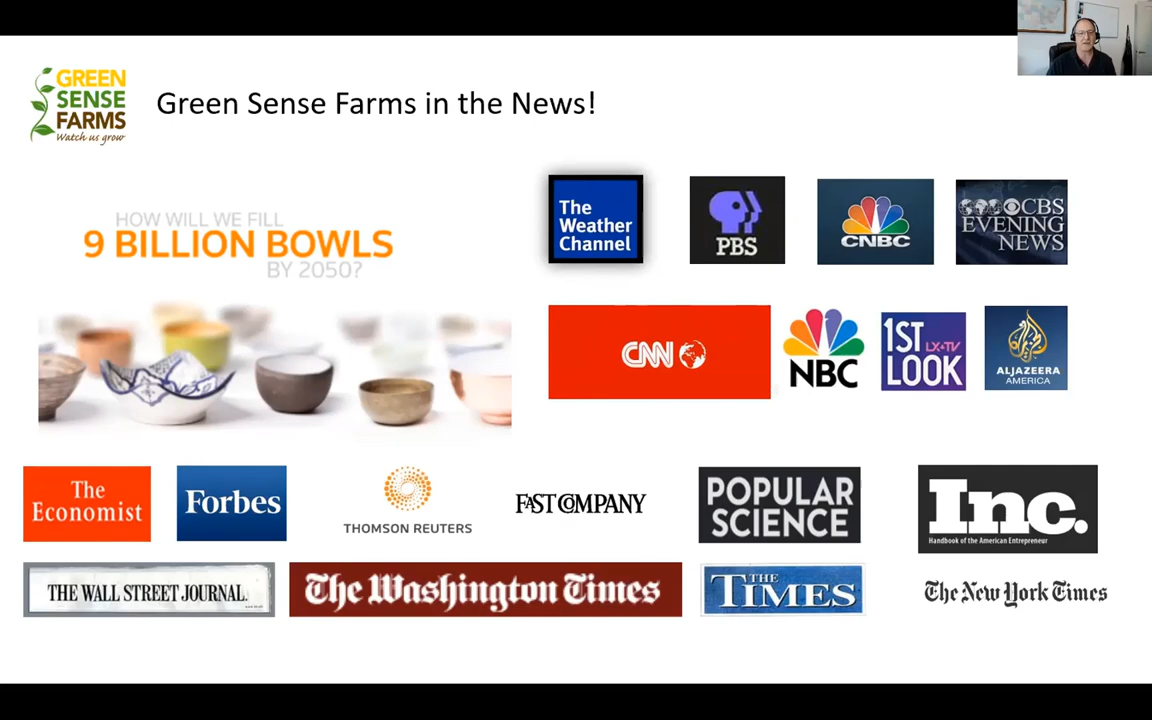 GREEN
SENSE
FARMS
Watch us grow
Green Sense Farms in the News!
HOW WILL WE FILL
9 BILLION BOWLS
BY 2050?
The
Weather
Channel
PBS
CNBC
CBS
EVENING
NEWS
CNN
NBC
1ST
LX•TV
LOOK
ALJAZEERA
AMERICA
The
Economist
Forbes
THOMSON REUTERS
FAST COMPANY
POPULAR
SCIENCE
Inc.
Handbook of the American Entrepreneur
THE WALL STREET JOURNAL.
The Washington Times
THE
TIMES
The New York Times